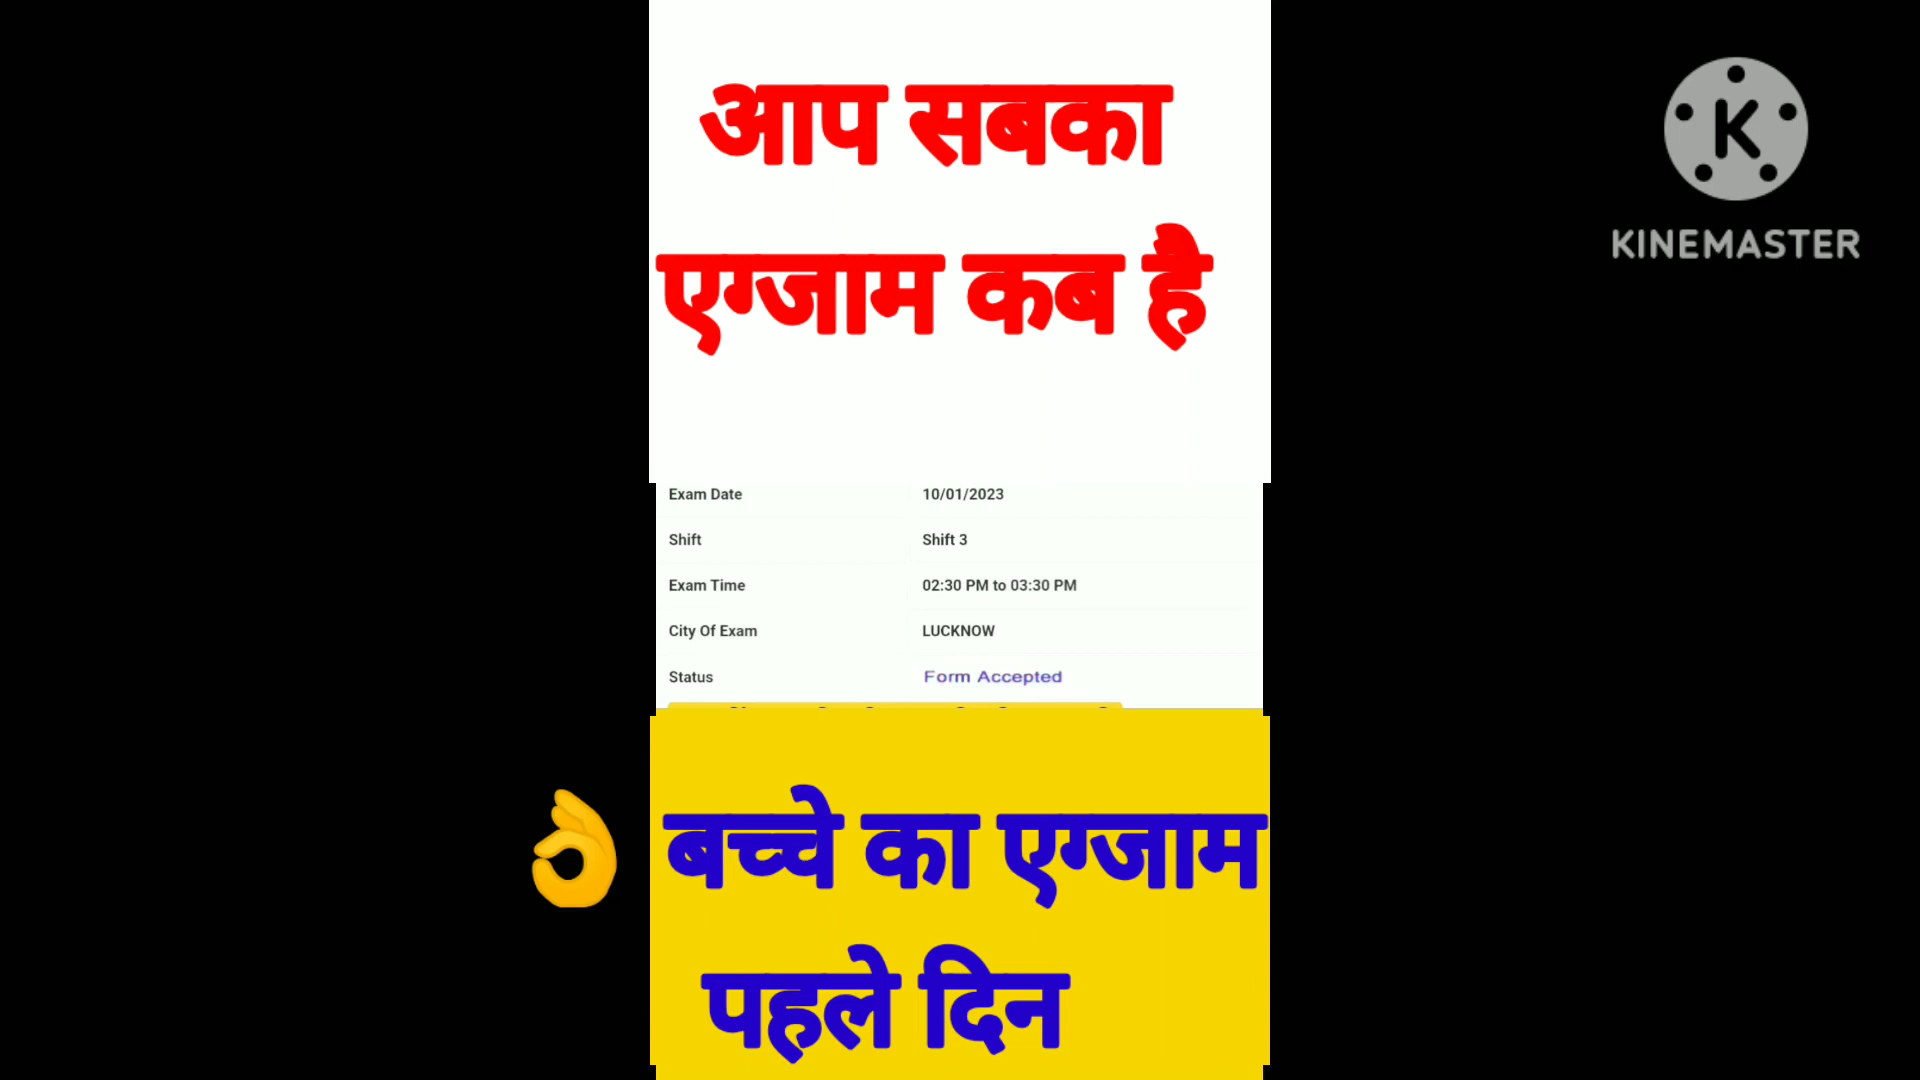 आप सबका
एग्जाम कब है
KINEMASTER
Exam Date 10/01/2023
Shift Shift 3
Exam Time 02:30 PM to 03:30 PM
City Of Exam LUCKNOW
Status Form Accepted
👌 बच्चे का एग्जाम
पहले दिन